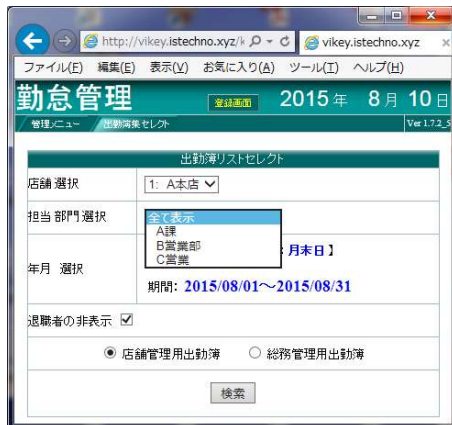 http://vikey.istechno.xyz/k
vikey.istechno.xyz
ファイル(F) 編集(E) 表示(V) お気に入り(A) ツール(T) ヘルプ(H)
勤怠管理 登録画面 2015年 8月 10日
管理メニュー 出勤簿集セレクト Ver 1.7.2_5
出勤簿リストセレクト
店舗選択 1: A本店
担当部門選択 全て表示
A課
B営業部
C営業
月末日】
年月 選択
期間: 2015/08/01～2015/08/31
退職者の非表示
店舗管理用出勤簿 総務管理用出勤簿
検索